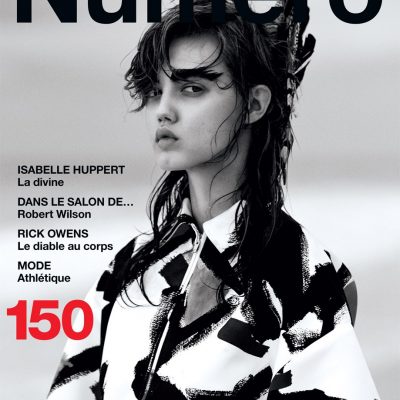 Numéro
ISABELLE HUPPERT
La divine
DANS LE SALON DE...
Robert Wilson
RICK OWENS
Le diable au corps
MODE
Athlétique
150